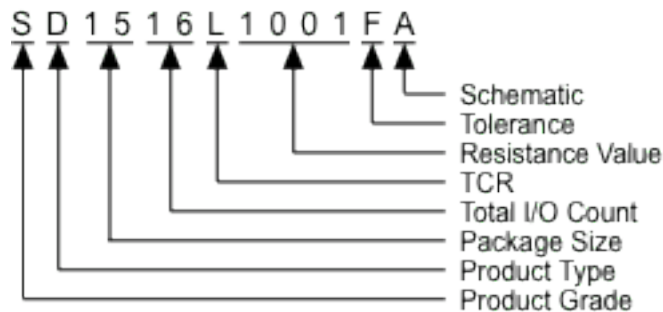 S D 1 5 1 6 L 1 0 0 1 F A
Schematic
Tolerance
Resistance Value
TCR
Total I/O Count
Package Size
Product Type
Product Grade